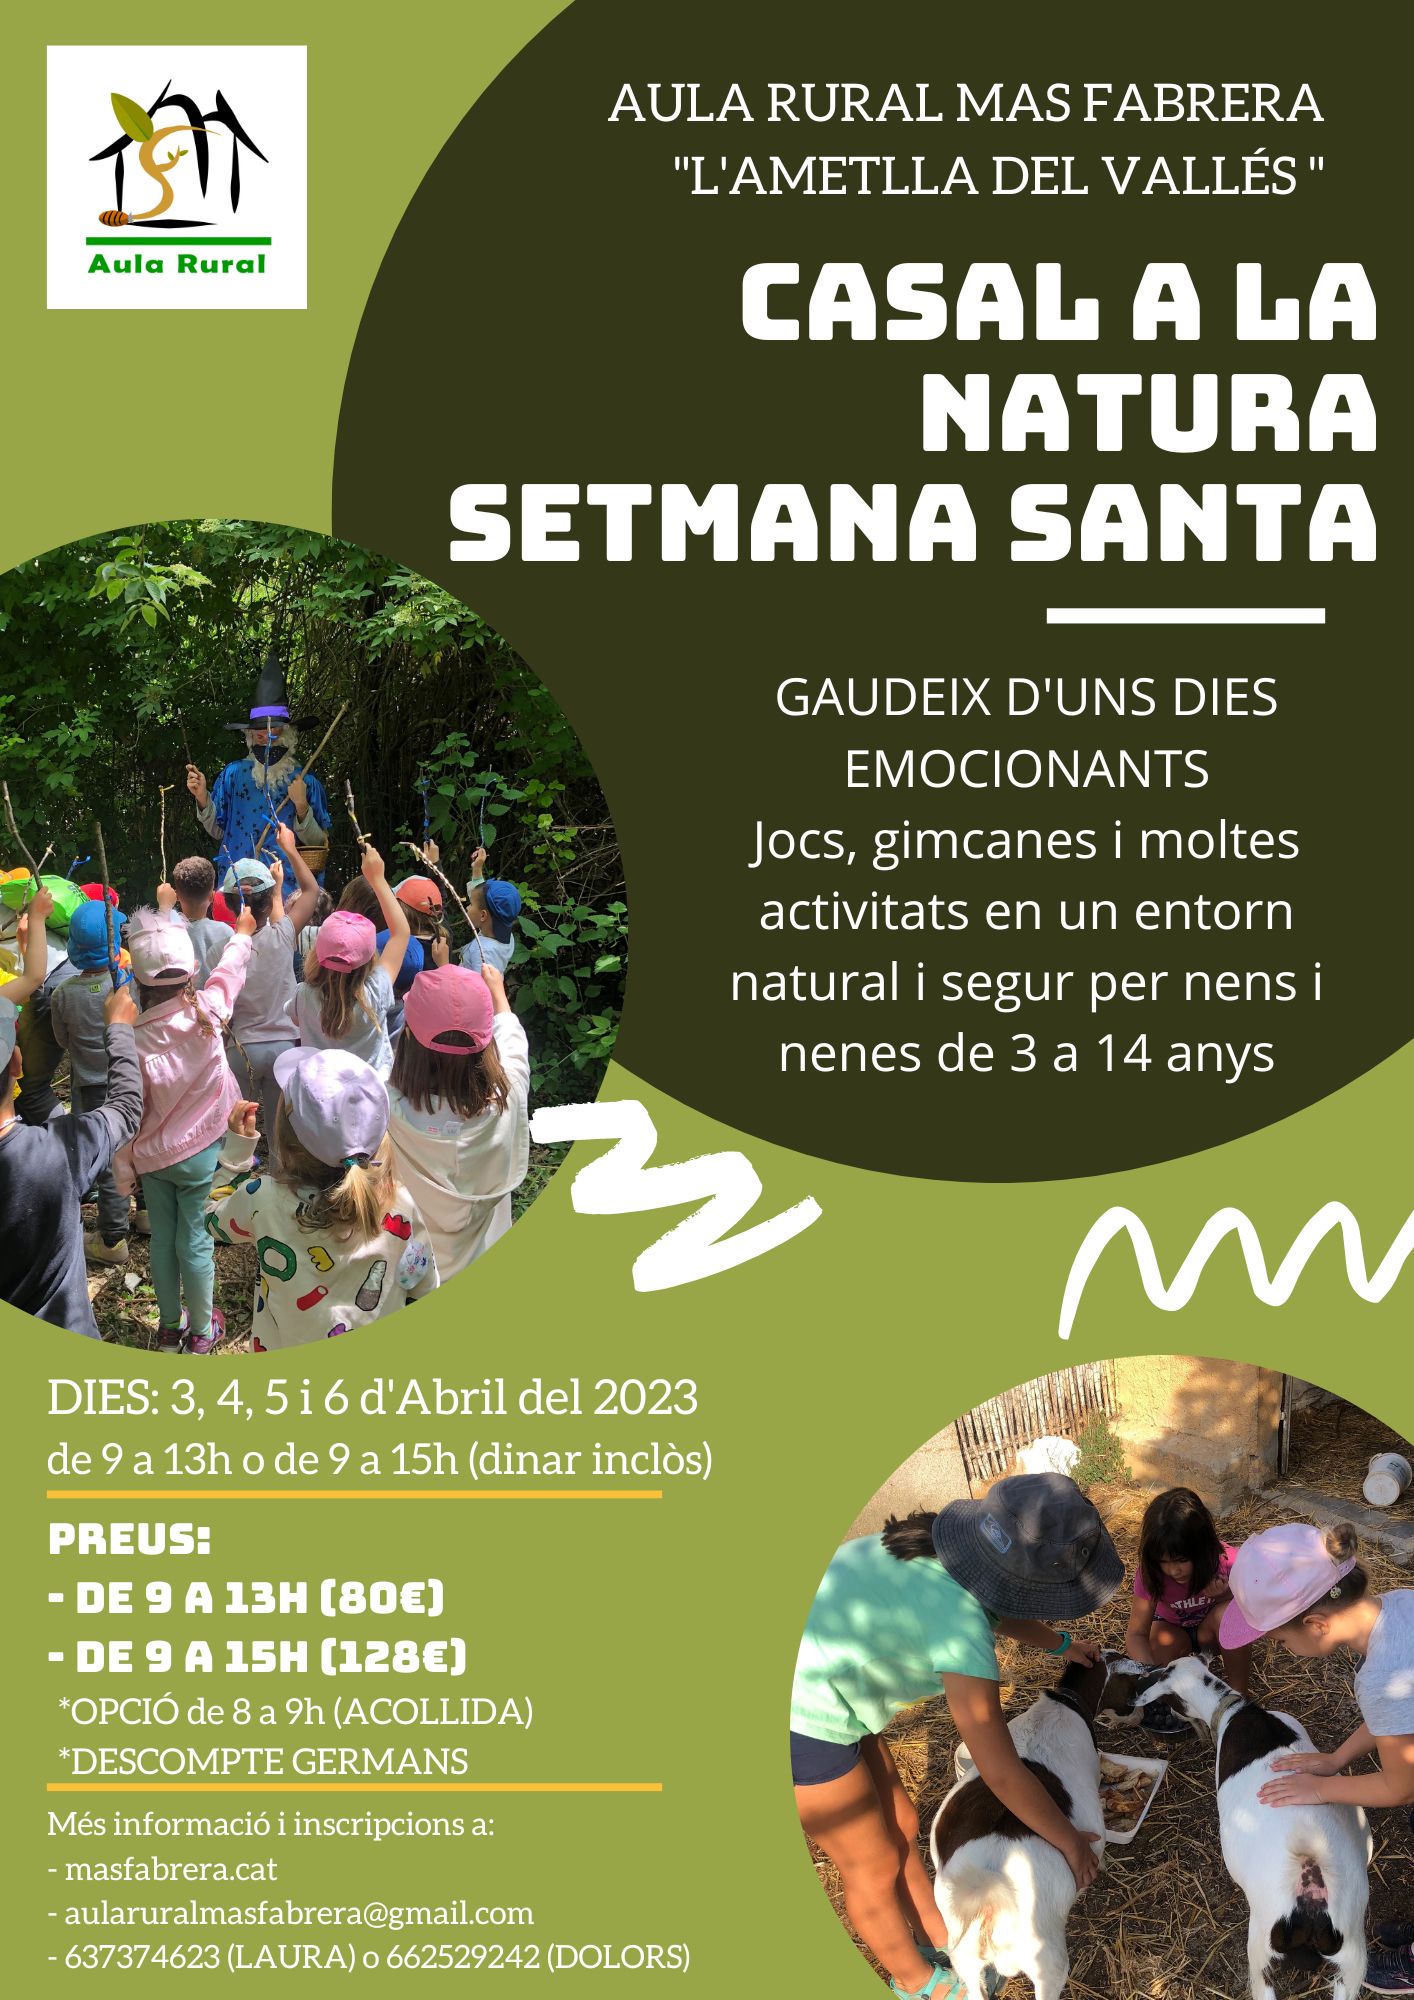 Aula Rural
AULA RURAL MAS FABRERA
"L'AMETLLA DEL VALLÉS "
CASAL A LA
NATURA
SETMANA SANTA
GAUDEIX D'UNS DIES
EMOCIONANTS
Jocs, gimcanes i moltes
activitats en un entorn
natural i segur per nens i
nenes de 3 a 14 anys
DIES: 3, 4, 5 i 6 d'Abril del 2023
de 9 a 13h o de 9 a 15h (dinar inclòs)
PREUS:
- DE 9 A 13H (80€)
- DE 9 A 15H (128€)
*OPCIÓ de 8 a 9h (ACOLLIDA)
*DESCOMPTE GERMANS
Més informació i inscripcions a:
- masfabrera.cat
- aularuralmasfabrera@gmail.com
- 637374623 (LAURA) o 662529242 (DOLORS)